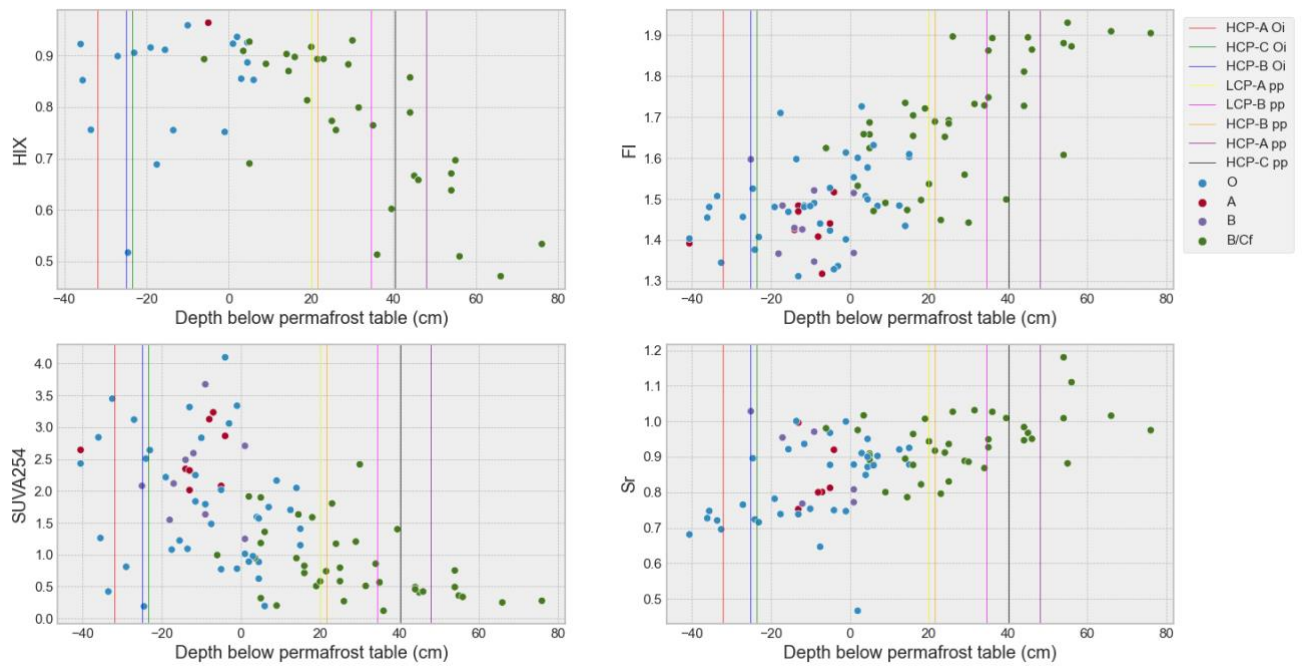 0.9
0.8
0.7
0.6
0.5
HIX
−40 −20 0 20 40 60 80
Depth below permafrost table (cm)
1.9
1.8
1.7
1.6
1.5
1.4
1.3
FI
−40 −20 0 20 40 60 80
Depth below permafrost table (cm)
HCP-A Oi
HCP-C Oi
HCP-B Oi
LCP-A pp
LCP-B pp
HCP-B pp
HCP-A pp
HCP-C pp
O
A
B
B/Cf
4.0
3.5
3.0
2.5
2.0
1.5
1.0
0.5
0.0
SUVA254
−40 −20 0 20 40 60 80
Depth below permafrost table (cm)
1.2
1.1
1.0
0.9
0.8
0.7
0.6
0.5
Sr
−40 −20 0 20 40 60 80
Depth below permafrost table (cm)